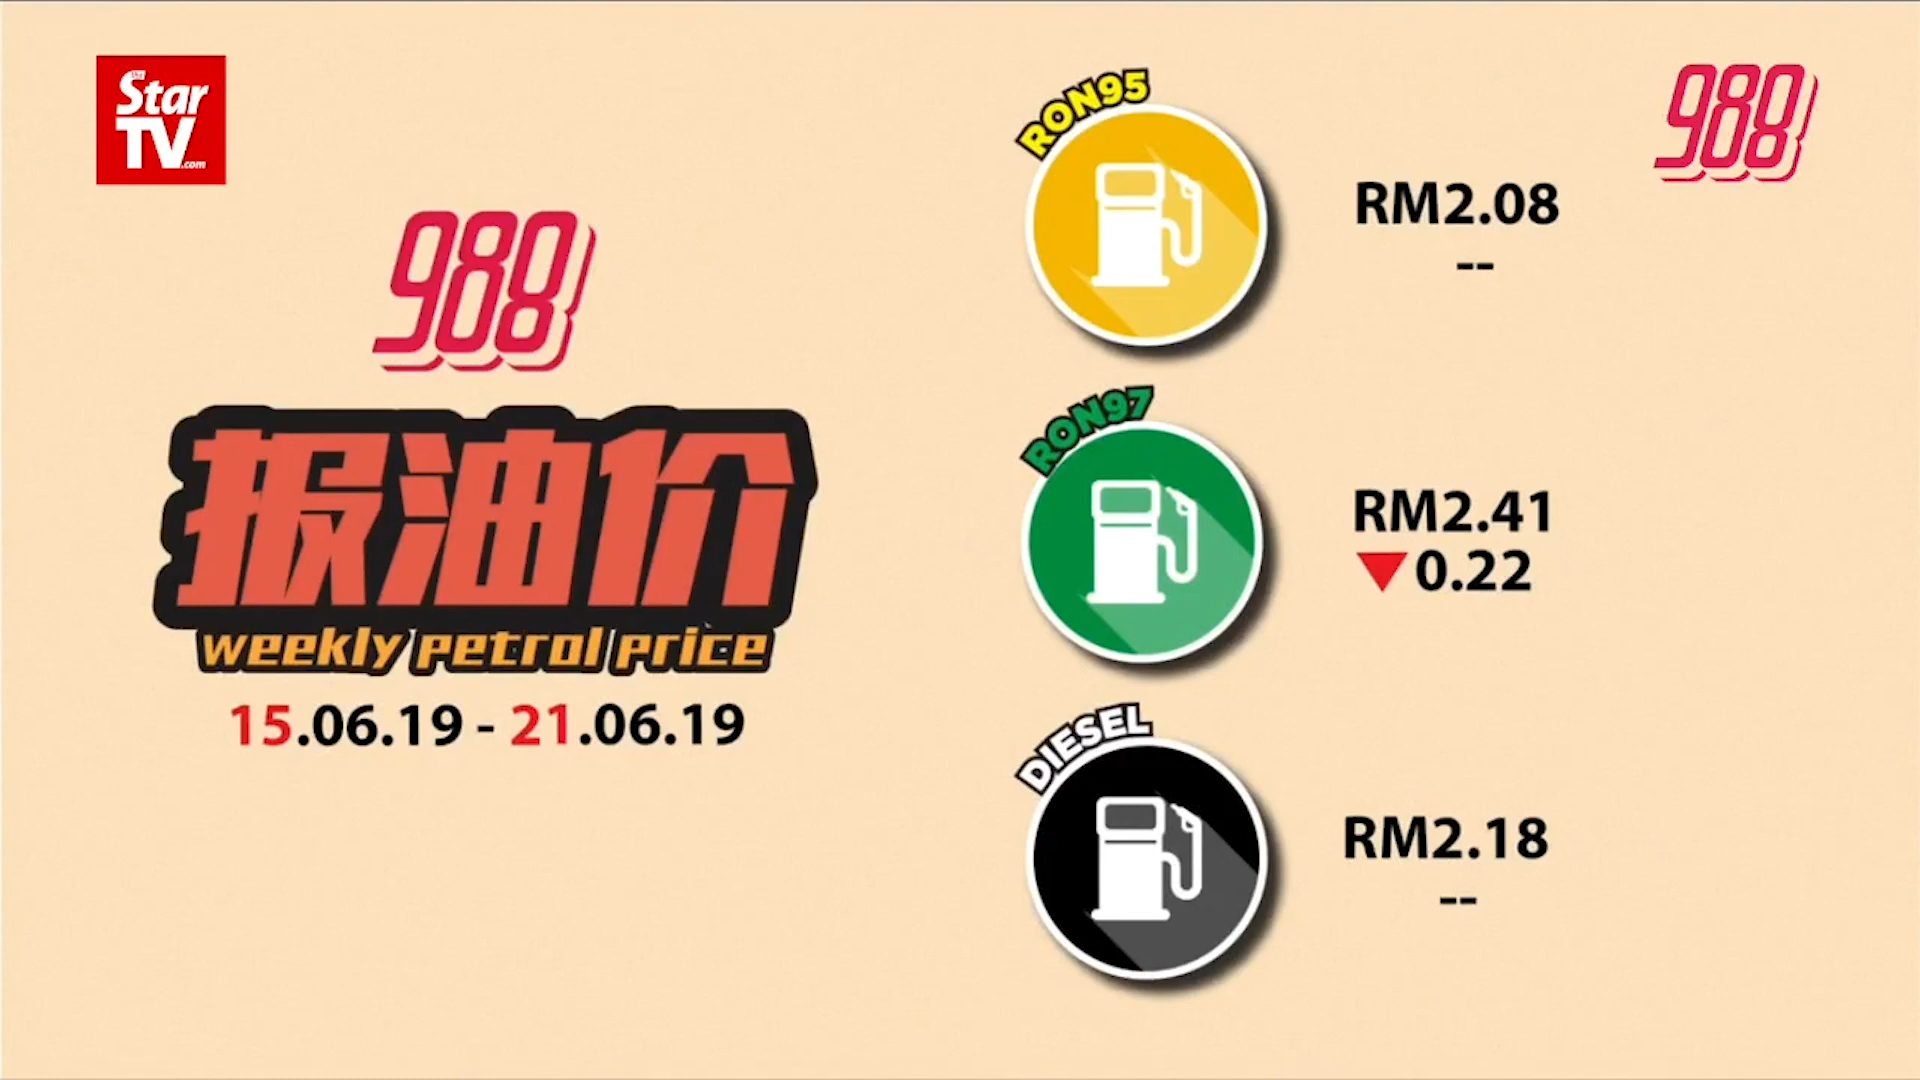 the
Star
TV
.com
988
报油价
weekly petrol price
15.06.19 - 21.06.19
988
RON95
RM2.08
--
RON97
RM2.41
▼0.22
DIESEL
RM2.18
--